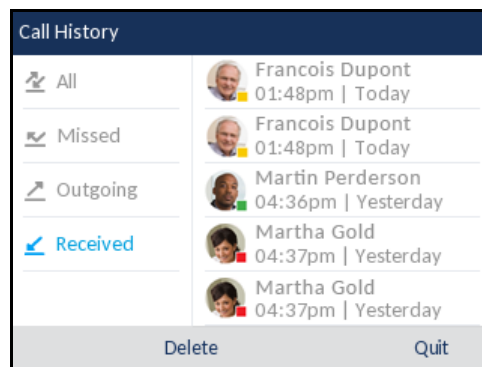 Call History
All
Missed
Outgoing
Received
Francois Dupont
01:48pm | Today
Francois Dupont
01:48pm | Today
Martin Perderson
04:36pm | Yesterday
Martha Gold
04:37pm | Yesterday
Martha Gold
04:37pm | Yesterday
Delete
Quit